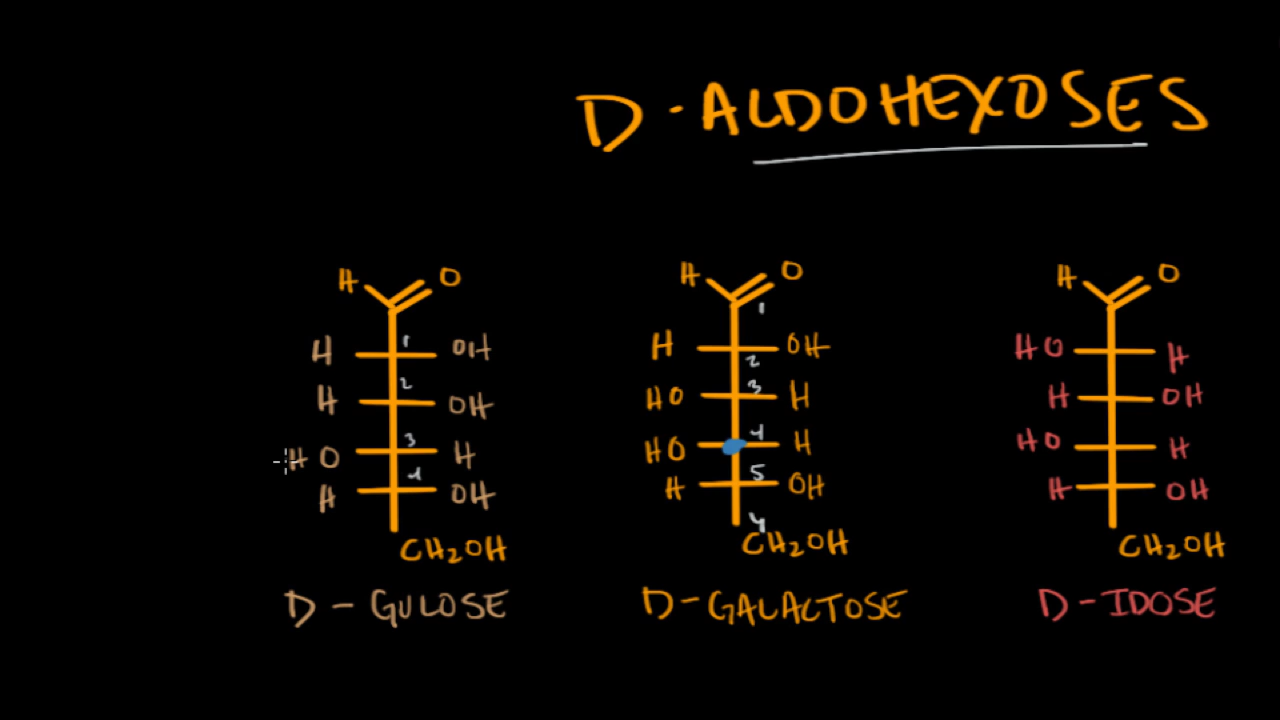 D-ALDOHEXOSES
H O H O H O
1
H 1 OH H OH HO H
2
H 2 OH HO 3 H H OH
HO 3 H HO 4 H HO H
H 4 OH H 5 OH H OH
4
CH2OH CH2OH CH2OH
D-GULOSE D-GALACTOSE D-IDOSE